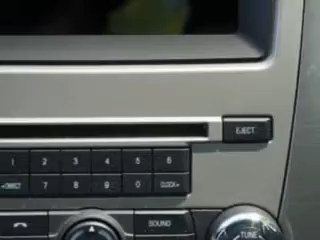 EJECT
1 2 3 4 5 6
DIRECT 7 8 9 0 CLOCK
SOUND
TUNE